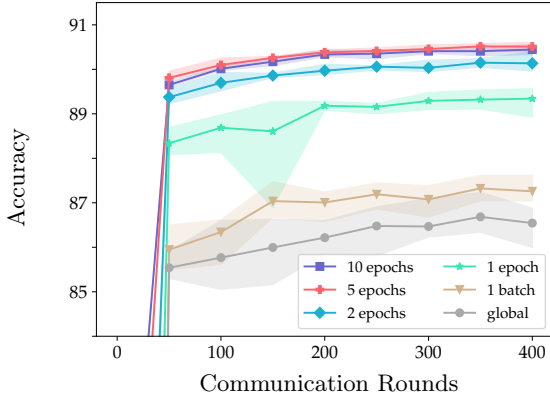 91
89
87
85
Accuracy
10 epochs
5 epochs
2 epochs
1 epoch
1 batch
global
0
100
200
300
400
Communication Rounds